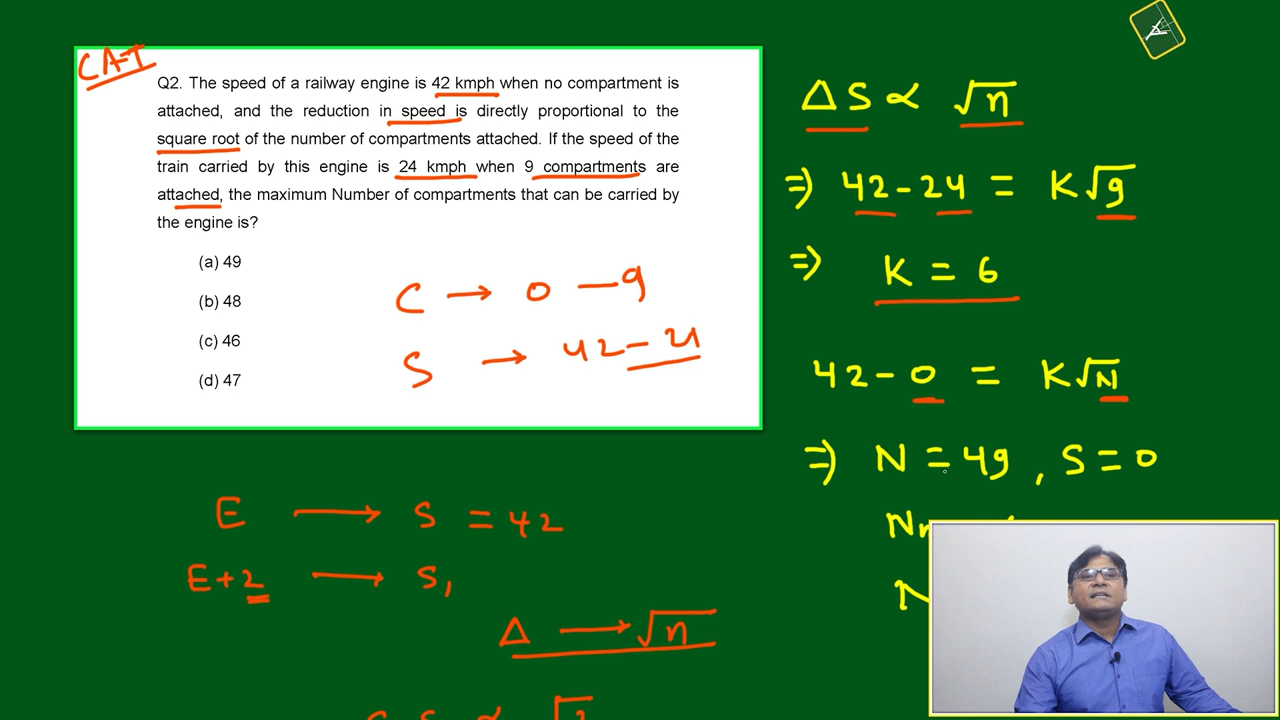 CAT
Q2. The speed of a railway engine is 42 kmph when no compartment is
attached, and the reduction in speed is directly proportional to the
square root of the number of compartments attached. If the speed of the
train carried by this engine is 24 kmph when 9 compartments are
attached, the maximum Number of compartments that can be carried by
the engine is?
(a) 49
(b) 48
(c) 46
(d) 47
C → 0 — 9
S → 42 — 24
E → S = 42
E+2 → S₁
Δ → √n
Δ S ∝ √n
⇒ 42 - 24 = K√9
⇒ K = 6
42 - 0 = K√N
⇒ N = 49 , S = 0
N